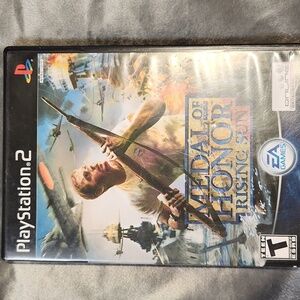 PlayStation 2
MEDAL OF
HONOR
RISING SUN
ONLINE
EA
GAMES
TEEN
T